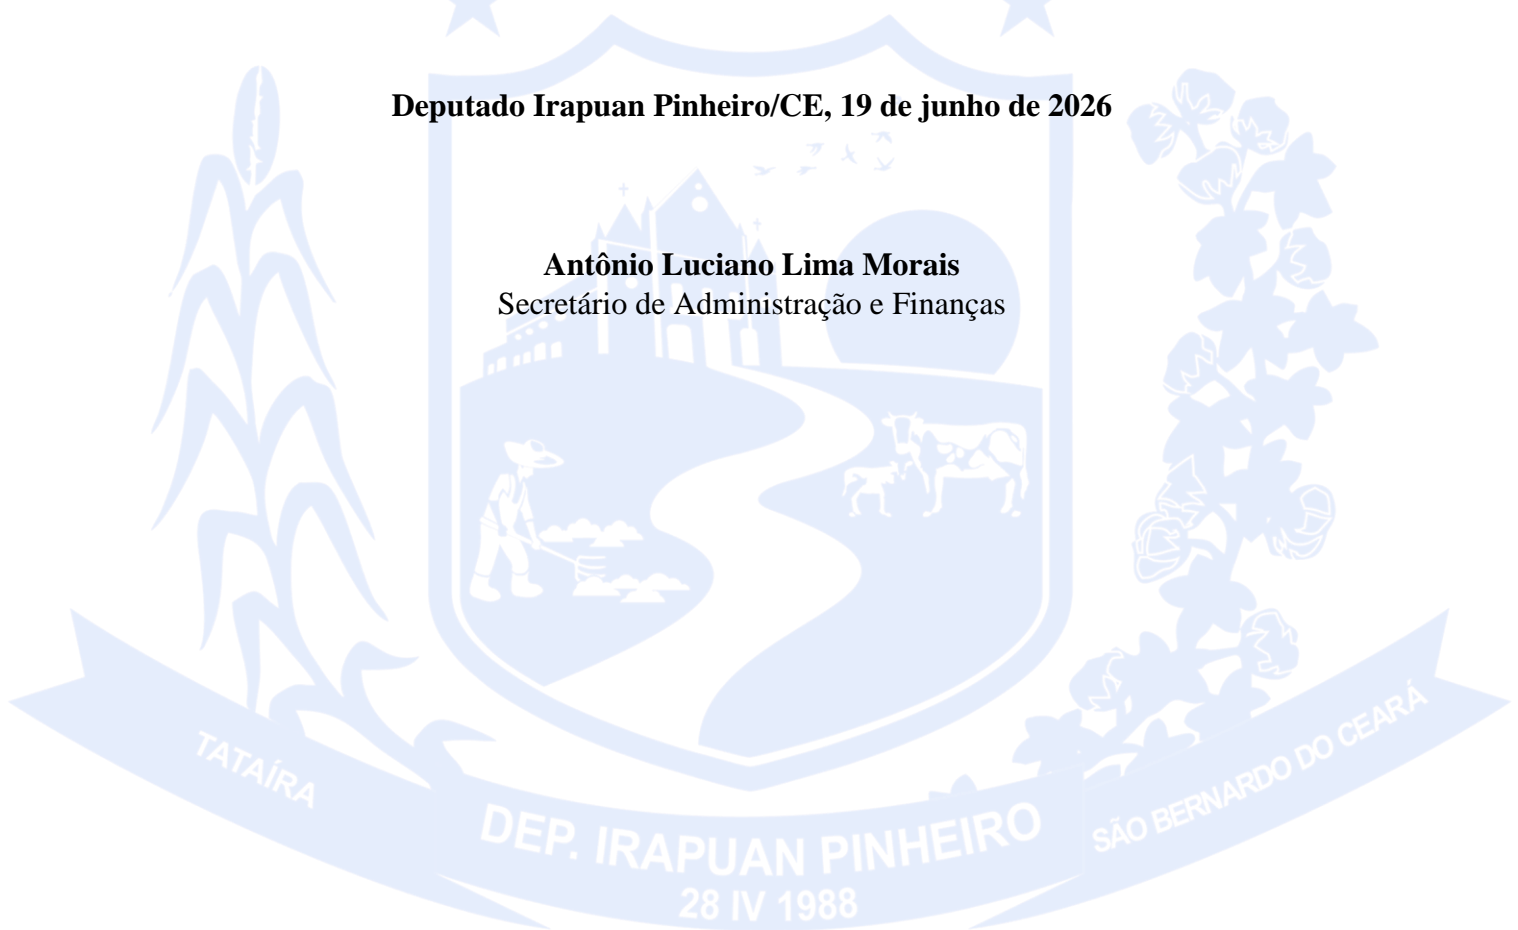 Deputado Irapuan Pinheiro/CE, 19 de junho de 2026
Antônio Luciano Lima Morais
Secretário de Administração e Finanças
TATAÍRA
DEP. IRAPUAN PINHEIRO
SÃO BERNARDO DO CEARÁ
28 IV 1988